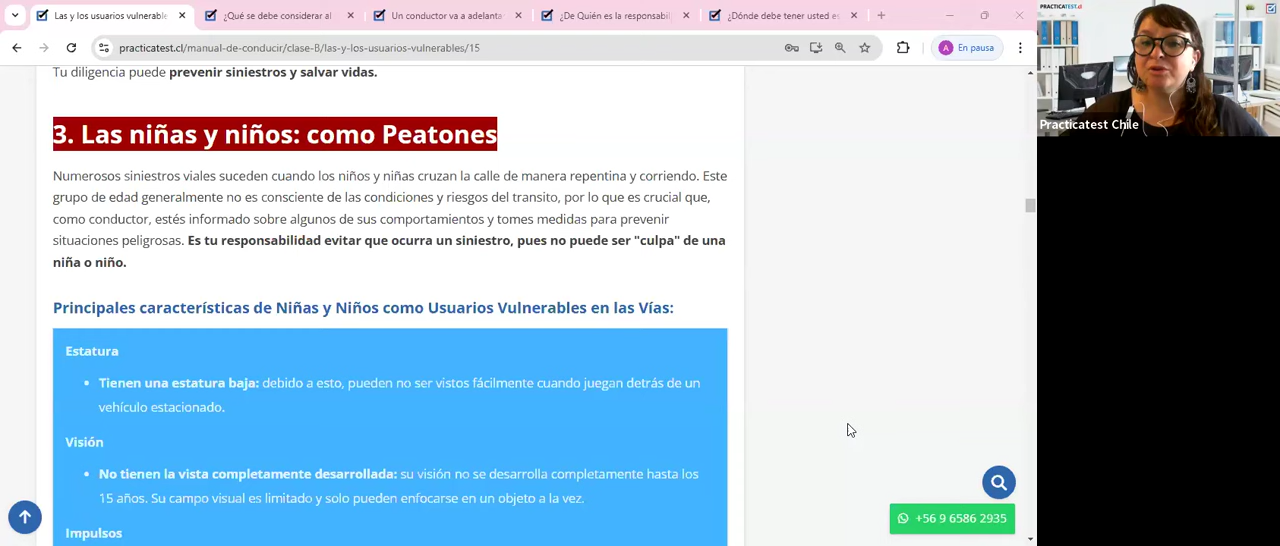 Las y los usuarios vulnerable
¿Qué se debe considerar al
Un conductor va a adelanta
¿De Quién es la responsabil
¿Dónde debe tener usted e
practicatest.cl/manual-de-conducir/clase-B/las-y-los-usuarios-vulnerables/15
A En pausa
PRACTICATEST.cl
Practicatest Chile
Tu diligencia puede prevenir siniestros y salvar vidas.
3. Las niñas y niños: como Peatones
Numerosos siniestros viales suceden cuando los niños y niñas cruzan la calle de manera repentina y corriendo. Este
grupo de edad generalmente no es consciente de las condiciones y riesgos del transito, por lo que es crucial que,
como conductor, estés informado sobre algunos de sus comportamientos y tomes medidas para prevenir
situaciones peligrosas. Es tu responsabilidad evitar que ocurra un siniestro, pues no puede ser "culpa" de una
niña o niño.
Principales características de Niñas y Niños como Usuarios Vulnerables en las Vías:
Estatura
• Tienen una estatura baja: debido a esto, pueden no ser vistos fácilmente cuando juegan detrás de un
vehículo estacionado.
Visión
• No tienen la vista completamente desarrollada: su visión no se desarrolla completamente hasta los
15 años. Su campo visual es limitado y solo pueden enfocarse en un objeto a la vez.
Impulsos
+56 9 6586 2935